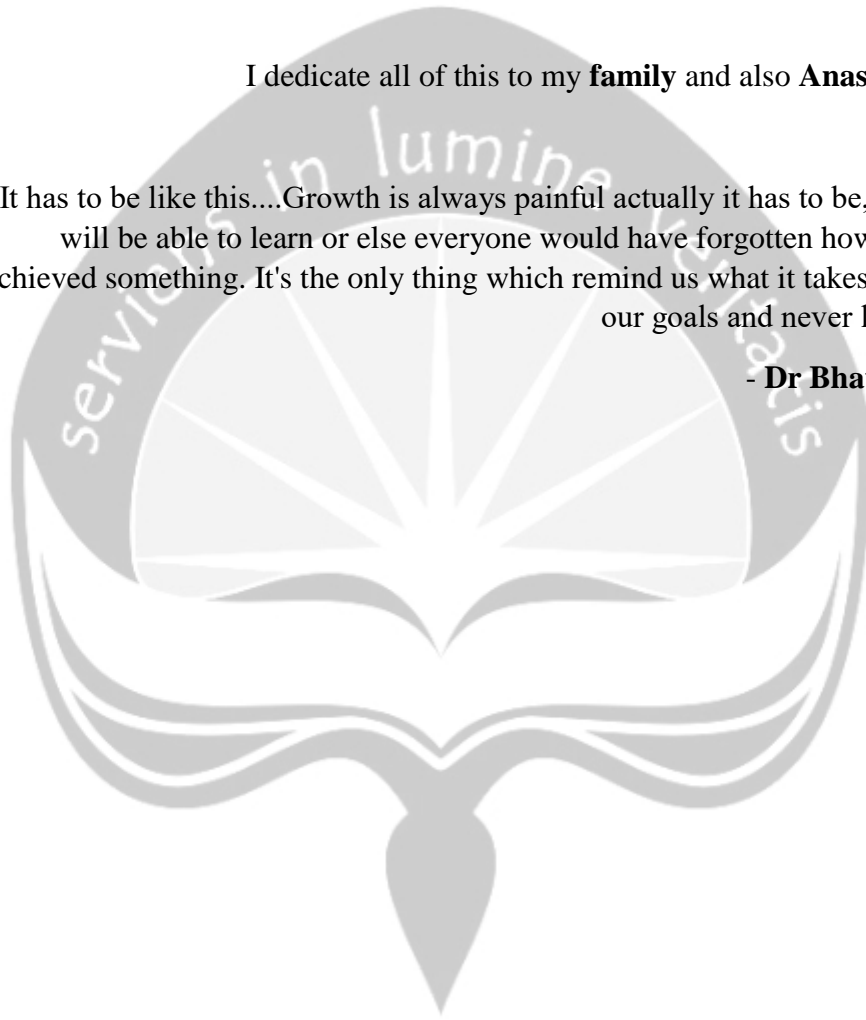 I dedicate all of this to my family and also Anas
serviens in lumine veritatis
It has to be like this....Growth is always painful actually it has to be,
will be able to learn or else everyone would have forgotten how
chieved something. It's the only thing which remind us what it takes
our goals and never
- Dr Bha